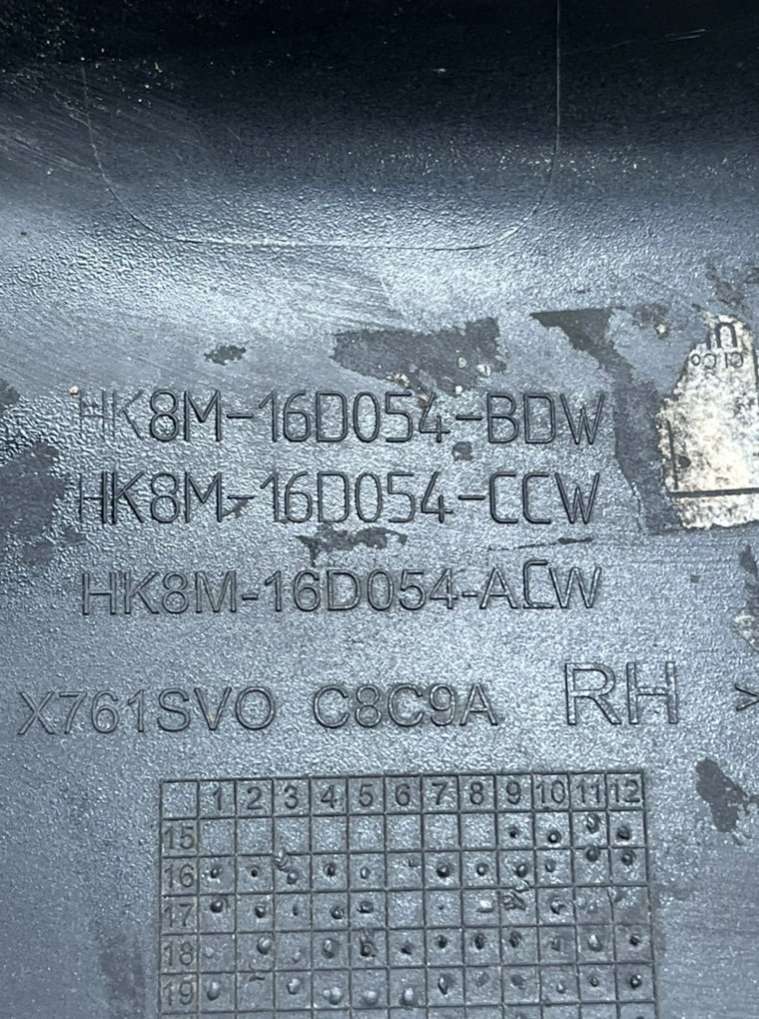 HK8M-16D054-BDW
HK8M-16D054-CCW
HK8M-16D054-ACW
X761SVO C8C9A RH
1 2 3 4 5 6 7 8 9 10 11 12
15
16
17
18
19